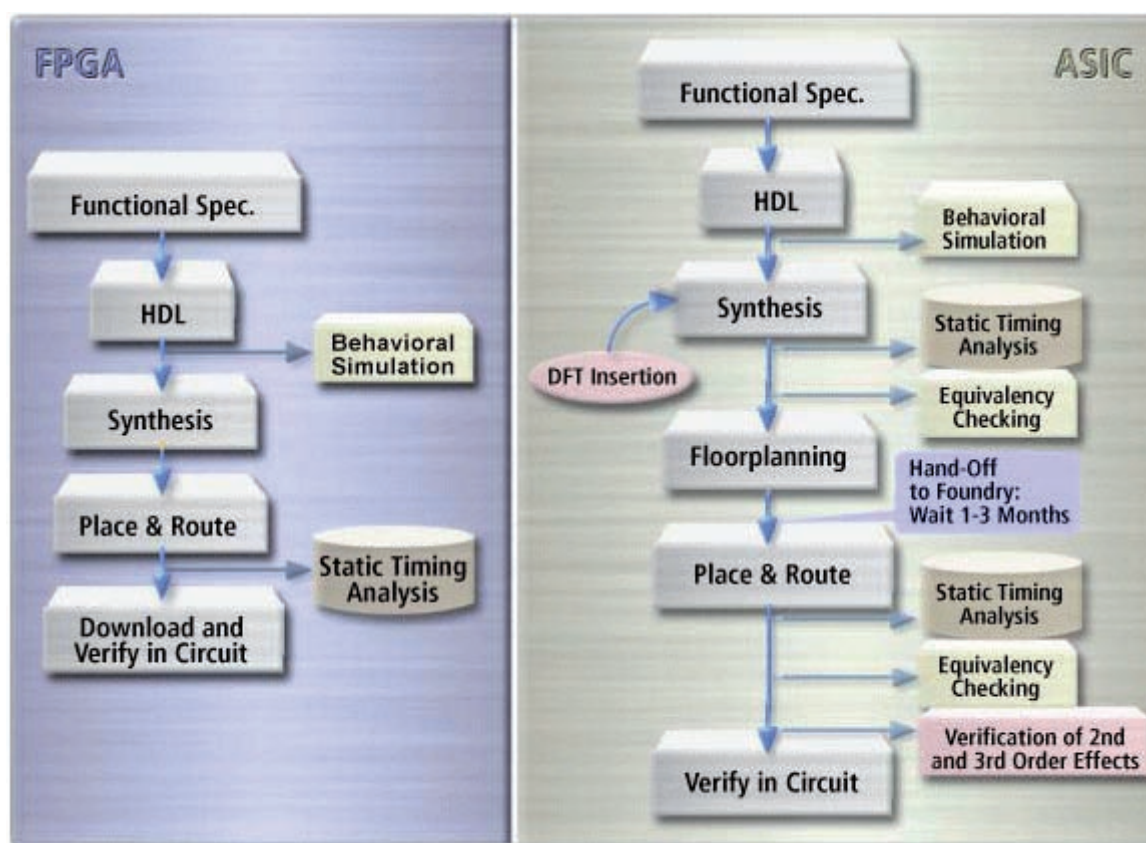 FPGA
Functional Spec.
HDL
Behavioral
Simulation
Synthesis
Place & Route
Static Timing
Analysis
Download and
Verify in Circuit
ASIC
Functional Spec.
HDL
Behavioral
Simulation
Synthesis
DFT Insertion
Static Timing
Analysis
Equivalency
Checking
Floorplanning
Hand-Off
to Foundry:
Wait 1-3 Months
Place & Route
Static Timing
Analysis
Equivalency
Checking
Verification of 2nd
and 3rd Order Effects
Verify in Circuit